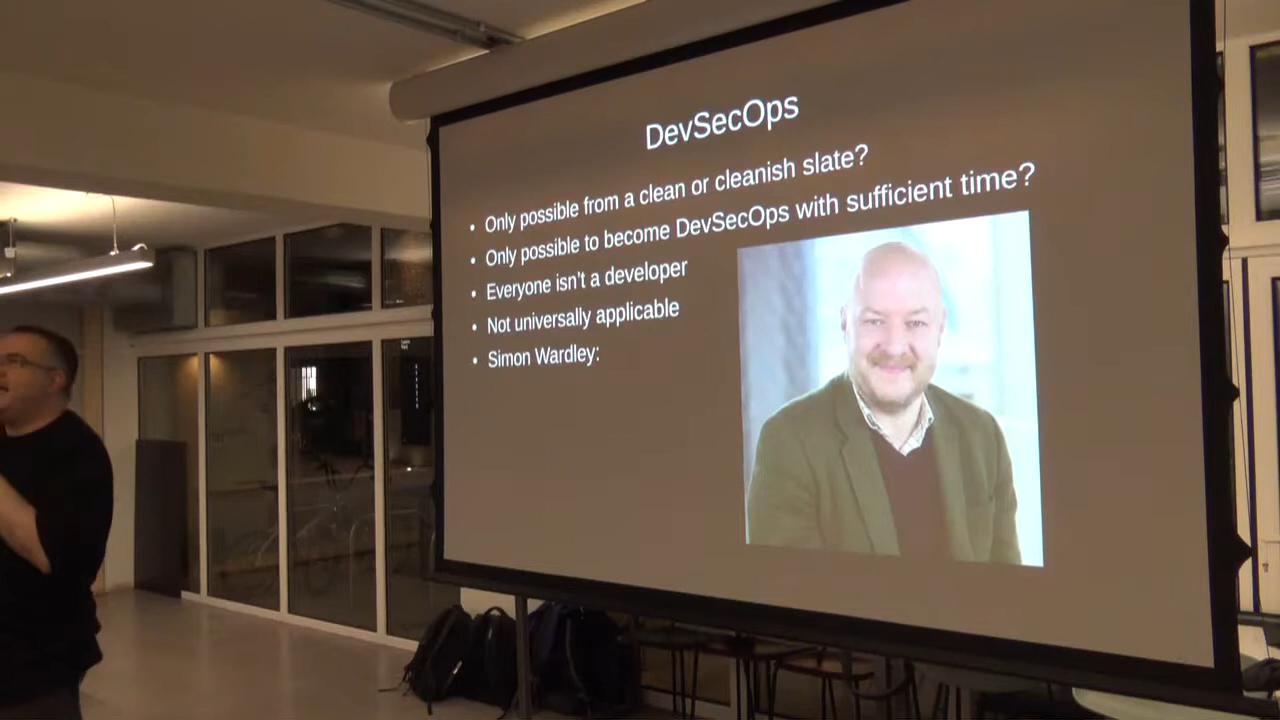 DevSecOps
• Only possible from a clean or cleanish slate?
• Only possible to become DevSecOps with sufficient time?
• Everyone isn't a developer
• Not universally applicable
• Simon Wardley: